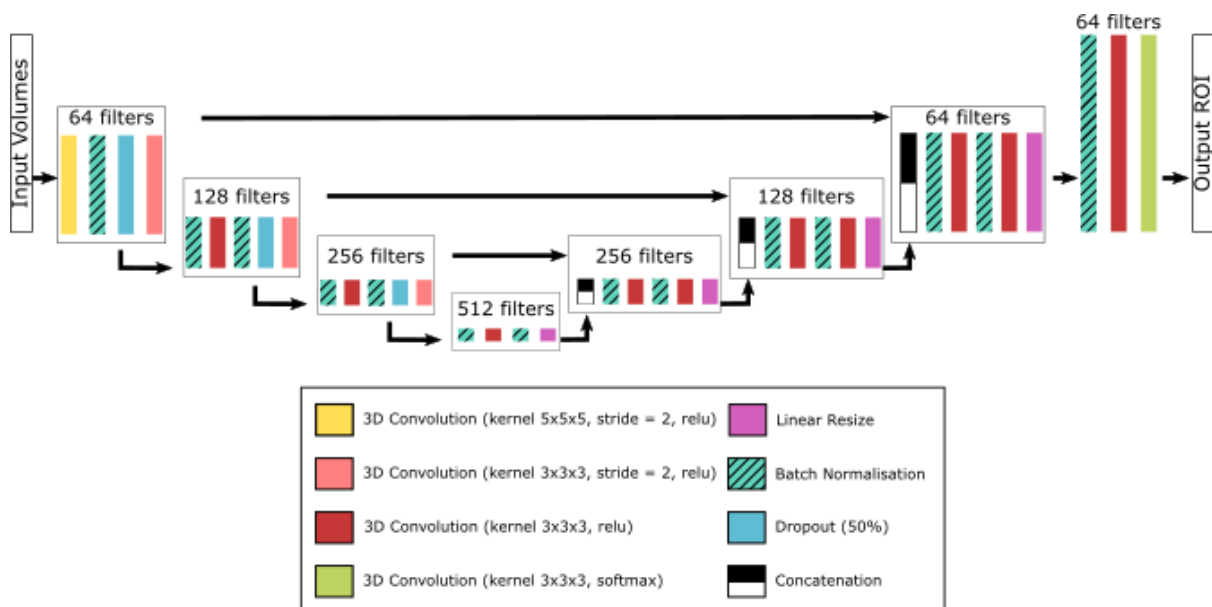 64 filters
Input Volumes
64 filters
64 filters
Output ROI
128 filters
128 filters
256 filters
256 filters
512 filters
3D Convolution (kernel 5x5x5, stride = 2, relu)
Linear Resize
3D Convolution (kernel 3x3x3, stride = 2, relu)
Batch Normalisation
3D Convolution (kernel 3x3x3, relu)
Dropout (50%)
3D Convolution (kernel 3x3x3, softmax)
Concatenation